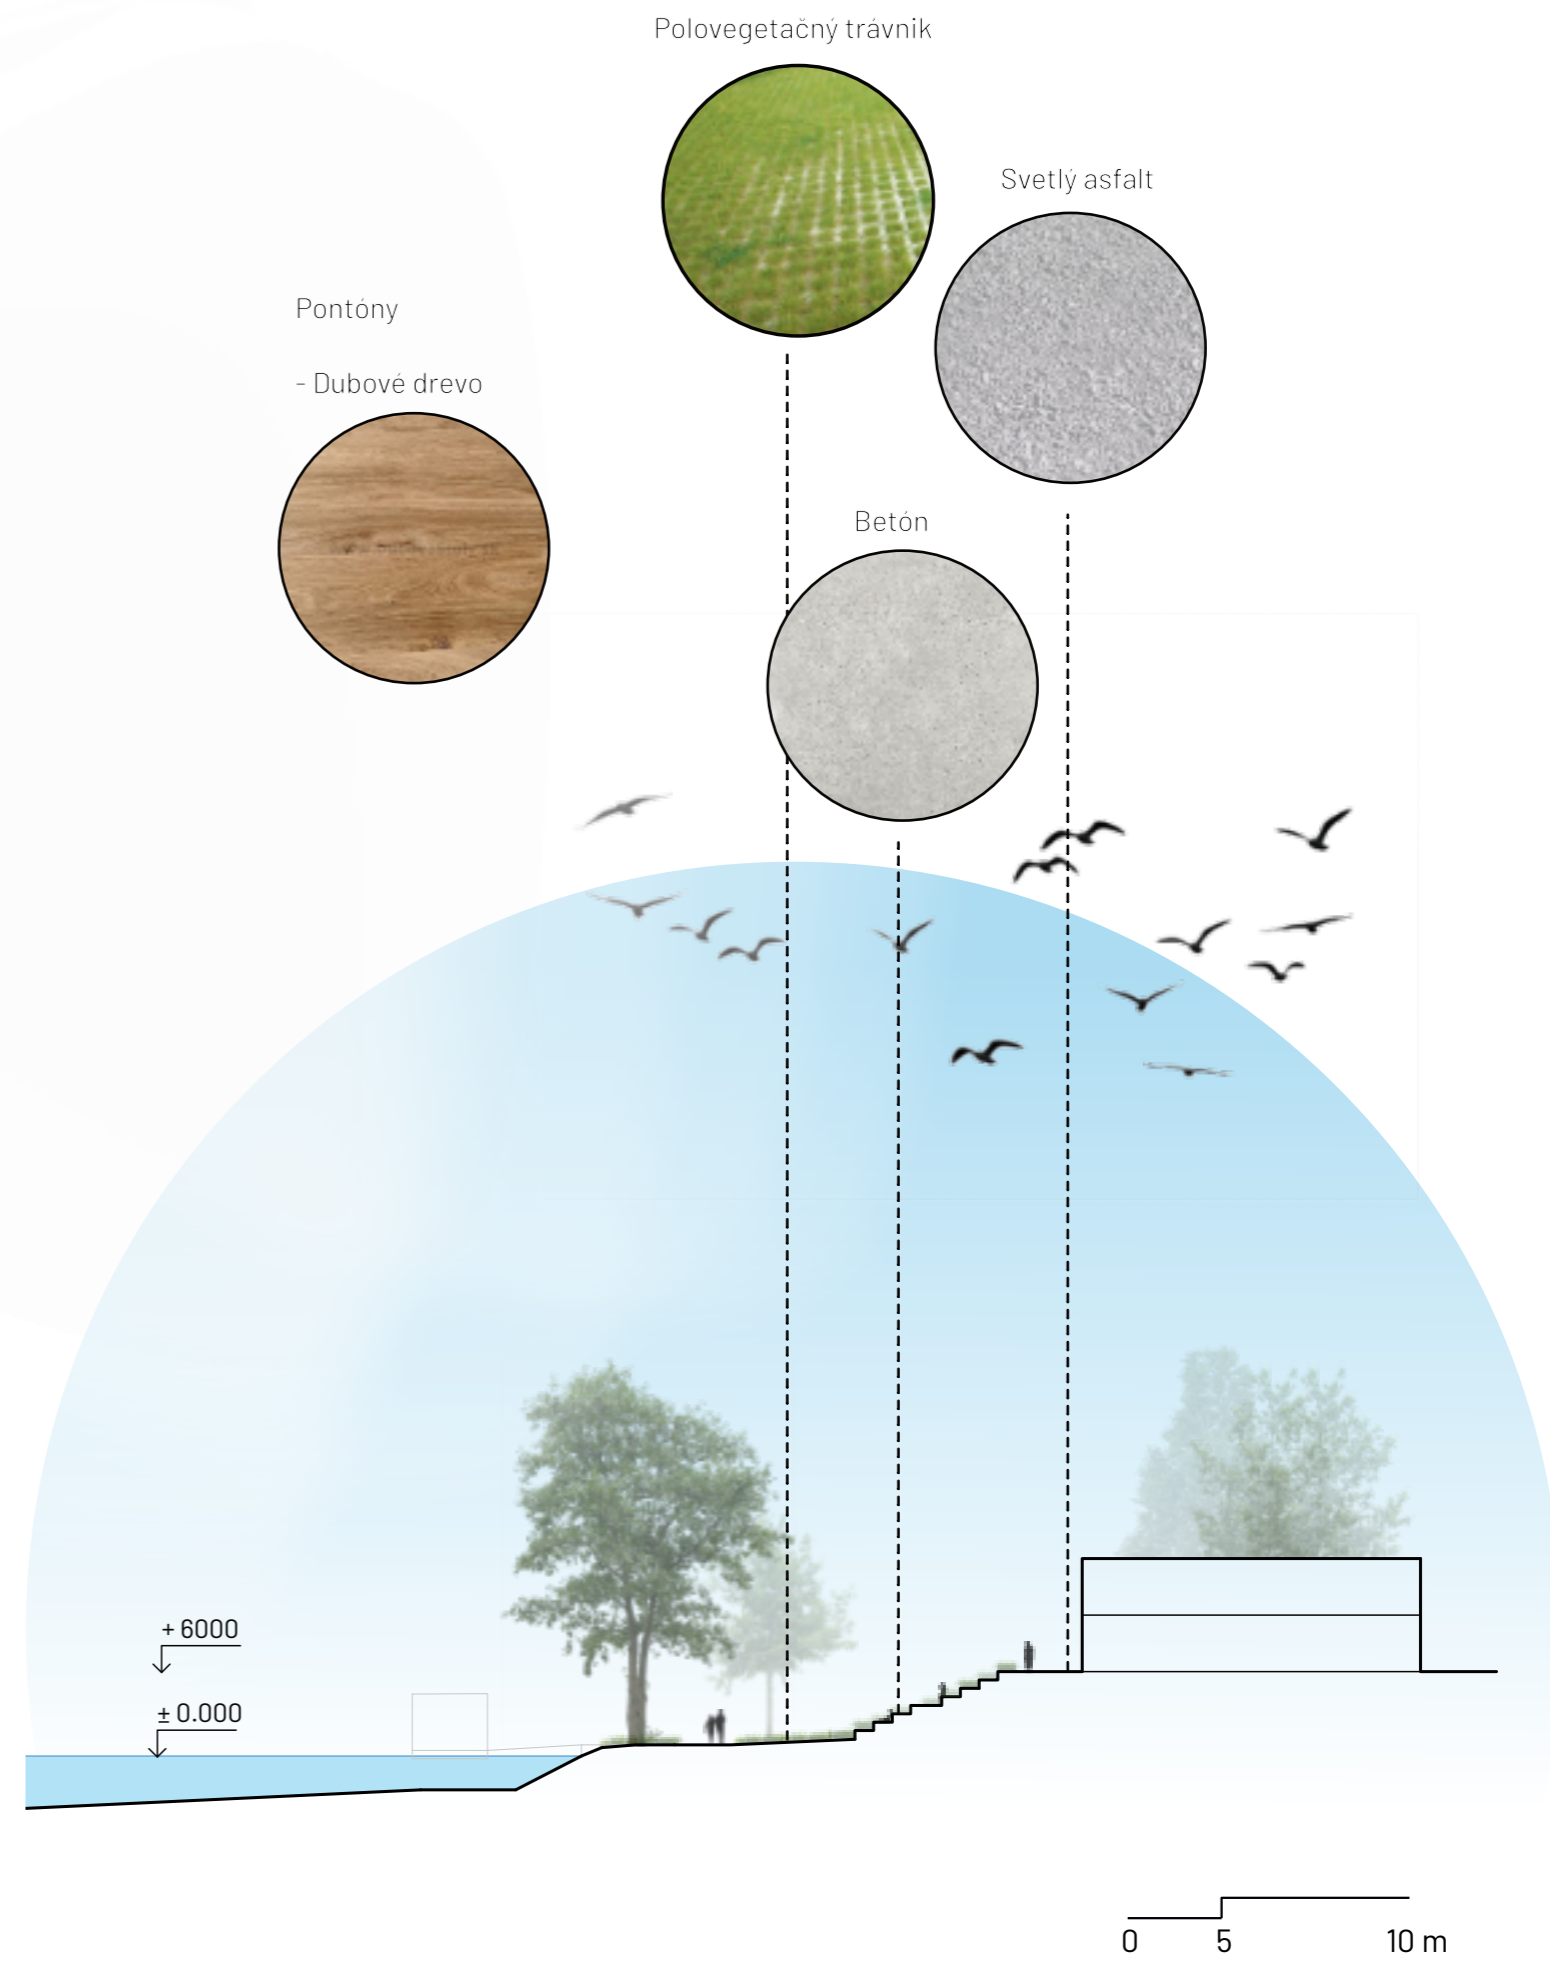 Polovegetačný trávnik
Svetlý asfalt
Pontóny
- Dubové drevo
Betón
+ 6000
± 0.000
0 5 10 m